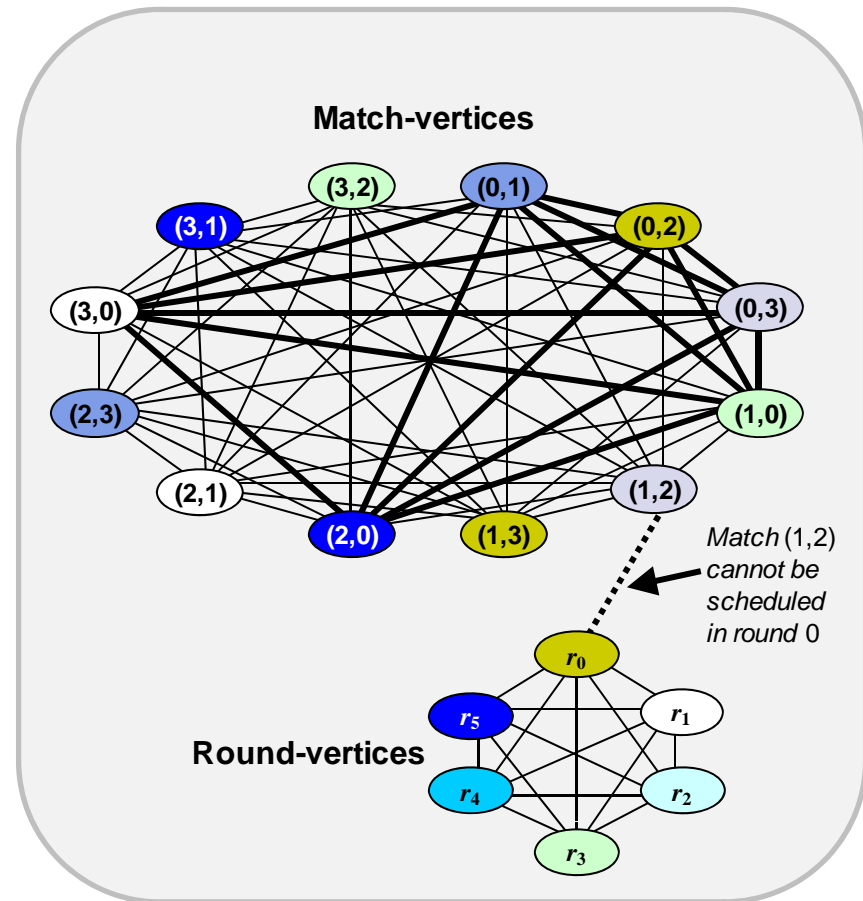 Match-vertices
(3,2)
(0,1)
(3,1)
(0,2)
(3,0)
(0,3)
(2,3)
(1,0)
(2,1)
(1,2)
(2,0)
(1,3)
Match (1,2)
cannot be
scheduled
in round 0
r0
r5
r1
Round-vertices
r4
r2
r3